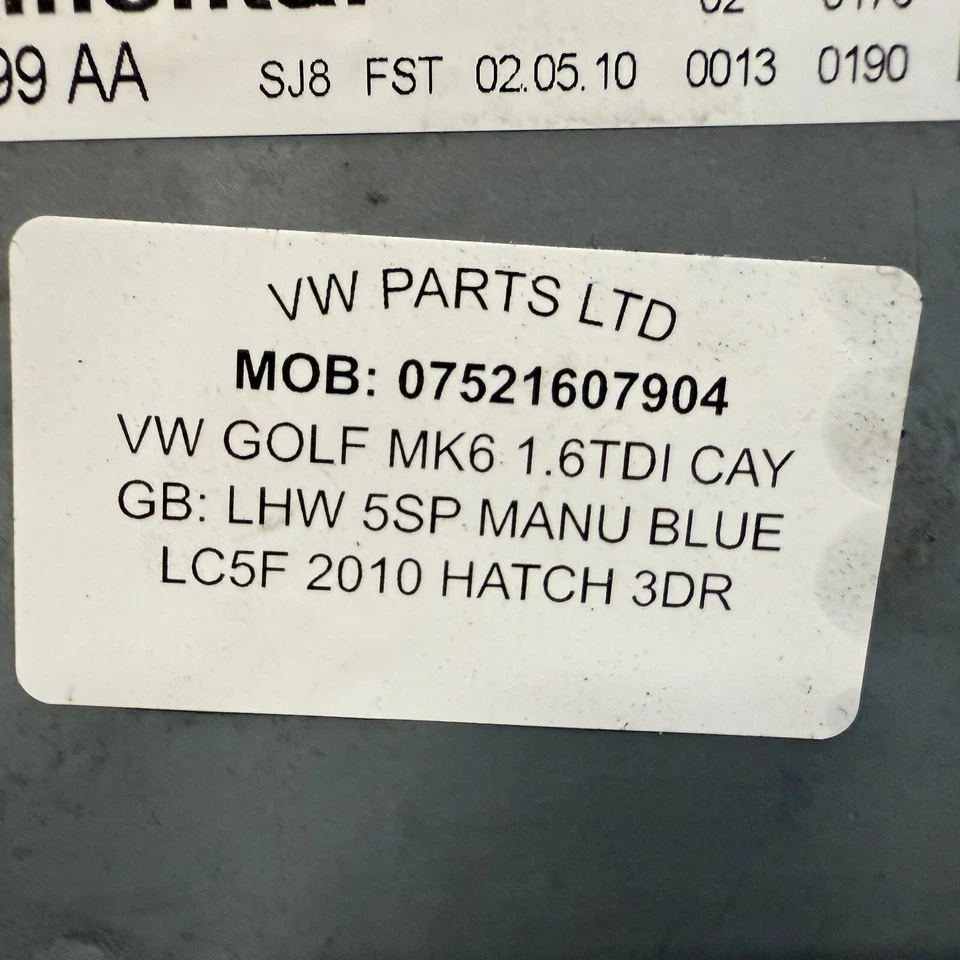 02
99 AA SJ8 FST 02.05.10 0013 0190
VW PARTS LTD
MOB: 07521607904
VW GOLF MK6 1.6TDI CAY
GB: LHW 5SP MANU BLUE
LC5F 2010 HATCH 3DR